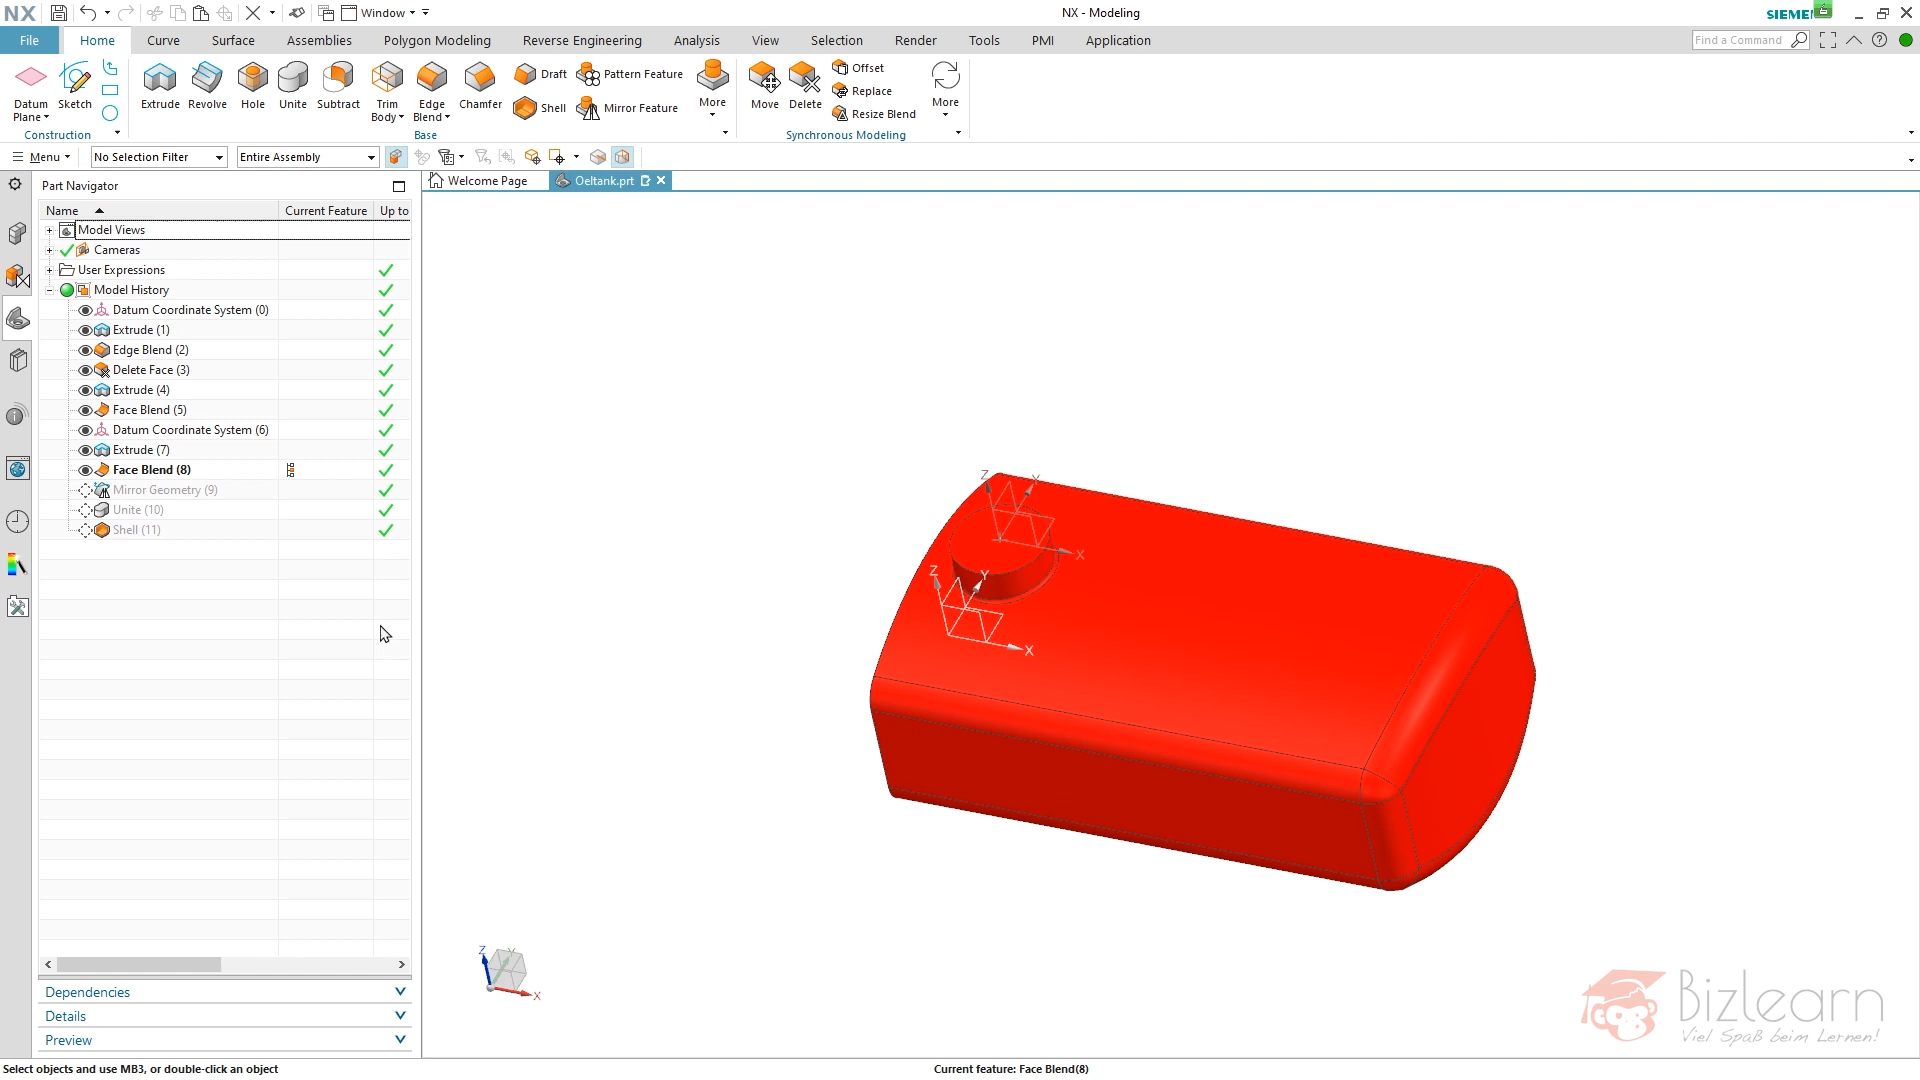 NX
Window
NX - Modeling
SIEME
File
Home
Curve
Surface
Assemblies
Polygon Modeling
Reverse Engineering
Analysis
View
Selection
Render
Tools
PMI
Application
Find a Command
Datum
Plane
Sketch
Extrude
Revolve
Hole
Unite
Subtract
Trim
Body
Edge
Blend
Chamfer
Draft
Shell
Pattern Feature
Mirror Feature
More
Move
Delete
Offset
Replace
Resize Blend
More
Construction
Base
Synchronous Modeling
Menu
No Selection Filter
Entire Assembly
Part Navigator
Welcome Page
Oeltank.prt
Name
Current Feature
Up to
Model Views
Cameras
User Expressions
Model History
Datum Coordinate System (0)
Extrude (1)
Edge Blend (2)
Delete Face (3)
Extrude (4)
Face Blend (5)
Datum Coordinate System (6)
Extrude (7)
Face Blend (8)
Mirror Geometry (9)
Unite (10)
Shell (11)
Z
Y
X
Z
Y
X
Z
Y
X
Dependencies
Details
Preview
Bizlearn
Viel Spaß beim Lernen!
Select objects and use MB3, or double-click an object
Current feature: Face Blend(8)